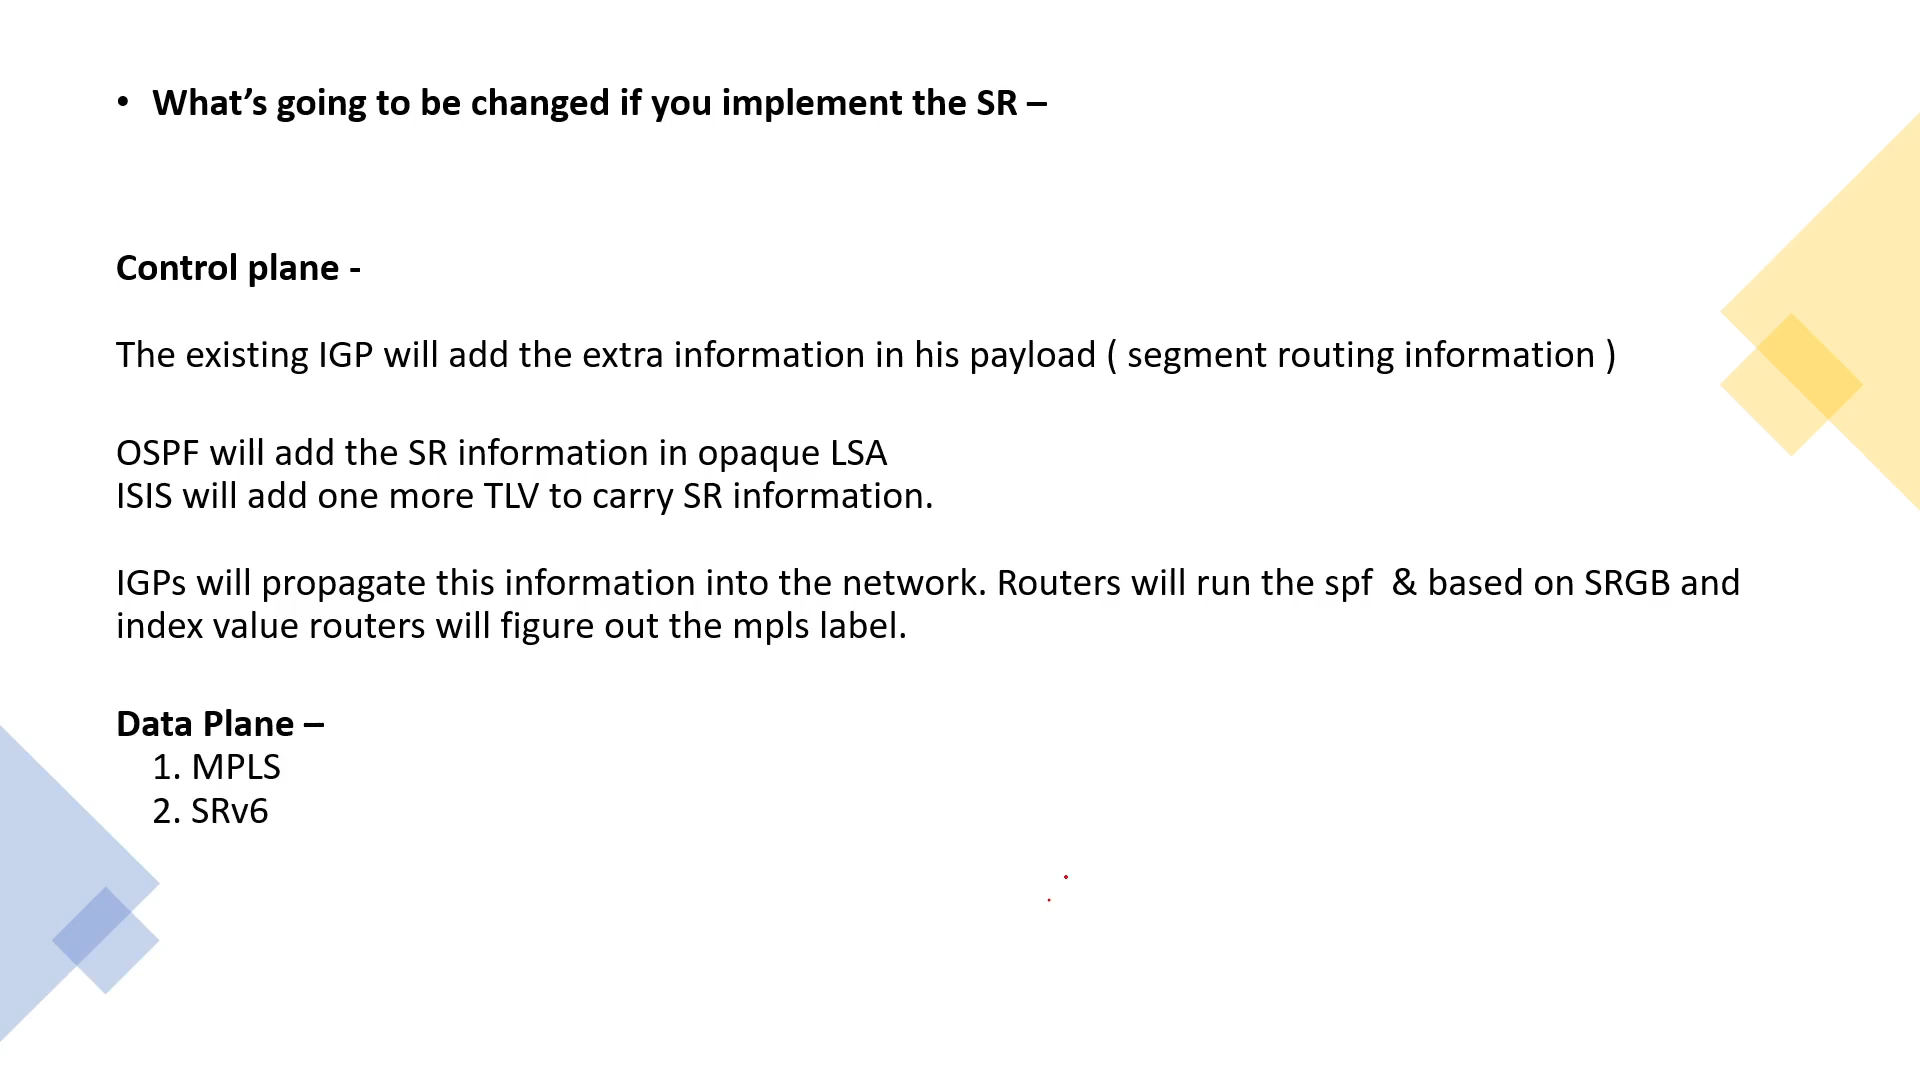 • What’s going to be changed if you implement the SR –
Control plane -
The existing IGP will add the extra information in his payload ( segment routing information )
OSPF will add the SR information in opaque LSA
ISIS will add one more TLV to carry SR information.
IGPs will propagate this information into the network. Routers will run the spf  & based on SRGB and
index value routers will figure out the mpls label.
Data Plane –
1. MPLS
2. SRv6